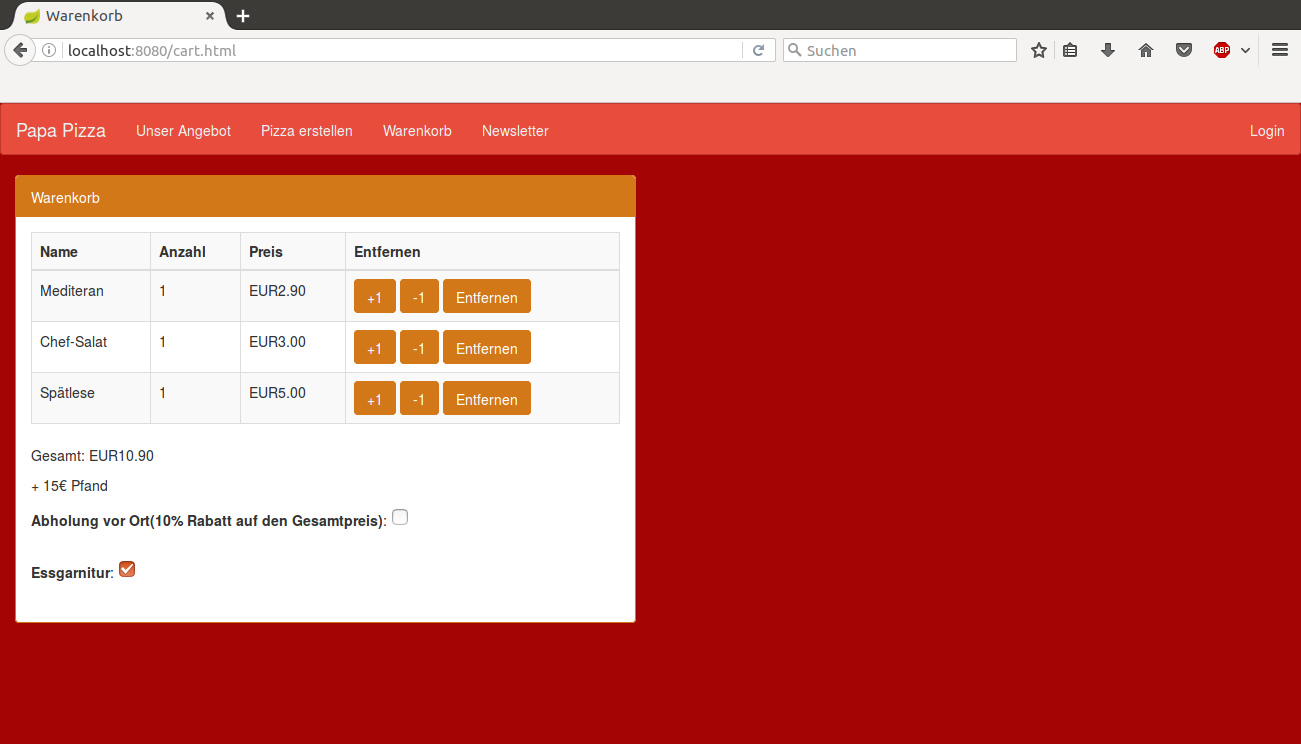 Warenkorb
localhost:8080/cart.html
Suchen
ABP
Papa Pizza Unser Angebot Pizza erstellen Warenkorb Newsletter Login
Warenkorb
Name Anzahl Preis Entfernen
Mediteran 1 EUR2.90 +1 -1 Entfernen
Chef-Salat 1 EUR3.00 +1 -1 Entfernen
Spätlese 1 EUR5.00 +1 -1 Entfernen
Gesamt: EUR10.90
+ 15€ Pfand
Abholung vor Ort(10% Rabatt auf den Gesamtpreis):
Essgarnitur: